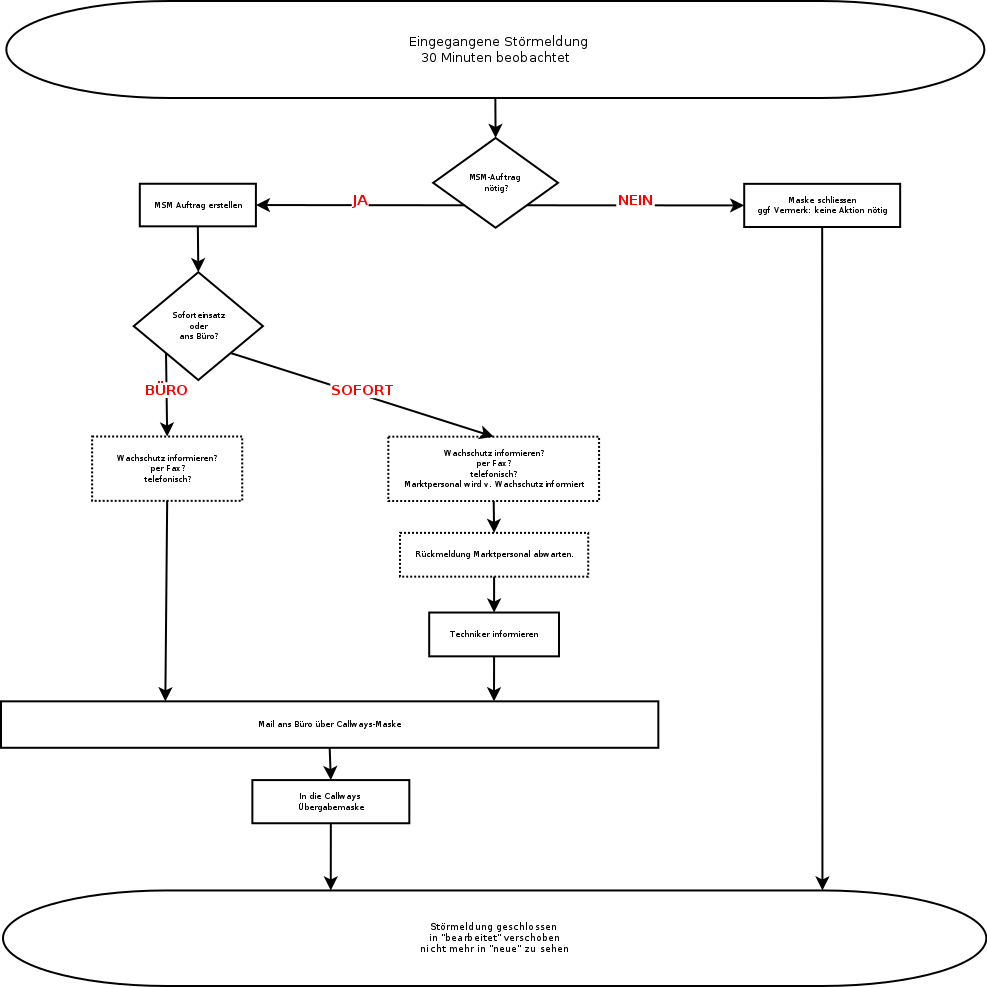 Eingegangene Störmeldung
30 Minuten beobachtet
MSM-Auftrag
nötig?
JA
NEIN
MSM Auftrag erstellen
Maske schliessen
ggf Vermerk: keine Aktion nötig
Soforteinsatz
oder
ans Büro?
BÜRO
SOFORT
Wachschutz informieren?
per Fax?
telefonisch?
Wachschutz informieren?
per Fax?
telefonisch?
Marktpersonal wird v. Wachschutz informiert
Rückmeldung Marktpersonal abwarten.
Techniker informieren
Mail ans Büro über Callways-Maske
In die Callways
Übergabemaske
Störmeldung geschlossen
in "bearbeitet" verschoben
nicht mehr in "neue" zu sehen